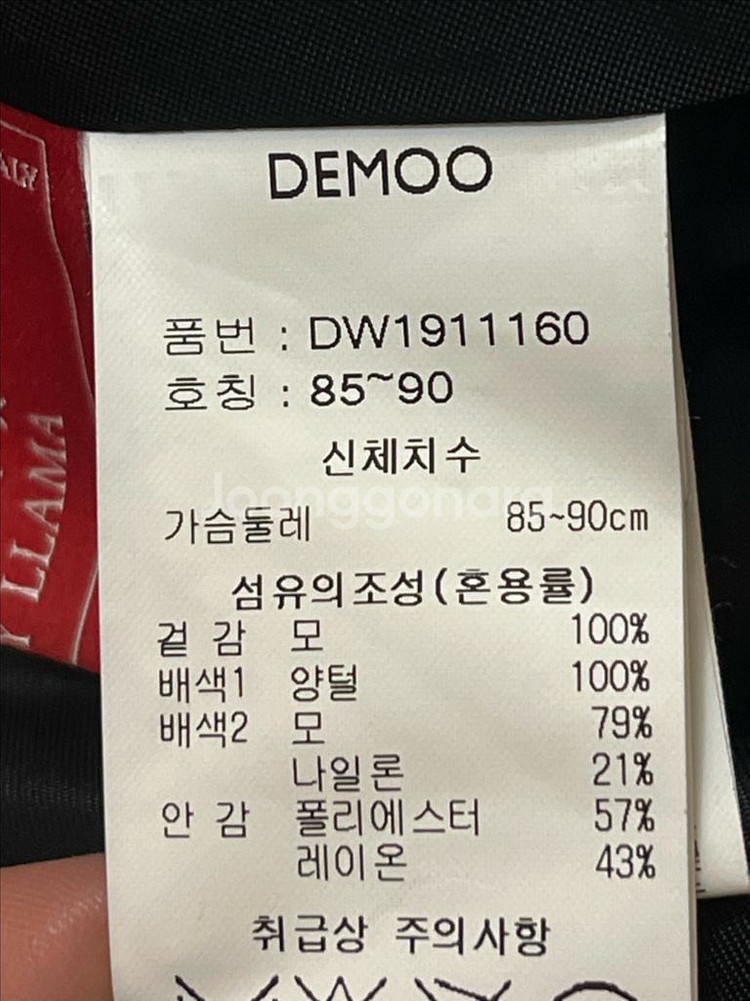 DEMOO
품번 : DW1911160
호칭 : 85~90
신체치수
Joonggonara
가슴둘레 85~90cm
섬유의조성(혼용률)
겉 감 모 100%
배색1 양털 100%
배색2 모 79%
나일론 21%
안 감 폴리에스터 57%
레이온 43%
취급상 주의사항
LLAMA